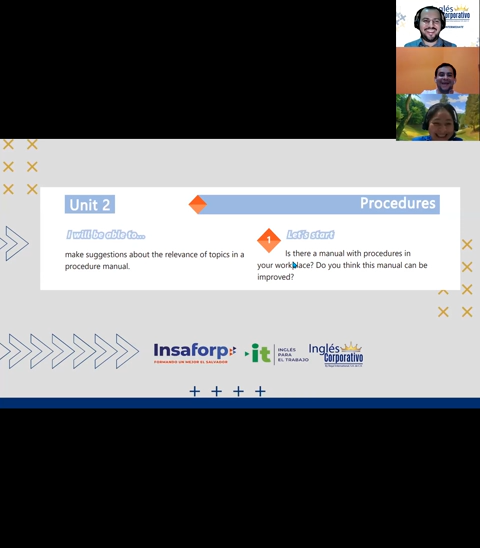 Inglés
Corporativo
Unit 2
Procedures
I will be able to...
make suggestions about the relevance of topics in a
procedure manual.
1
Let's start
Is there a manual with procedures in
your workplace? Do you think this manual can be
improved?
Insaforp
FORMANDO UN MEJOR EL SALVADOR
it
INGLÉS
PARA
EL TRABAJO
Inglés
Corporativo